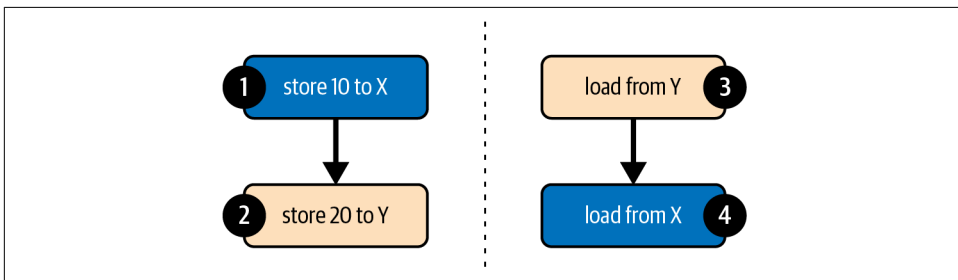 1 store 10 to X
2 store 20 to Y
load from Y 3
load from X 4